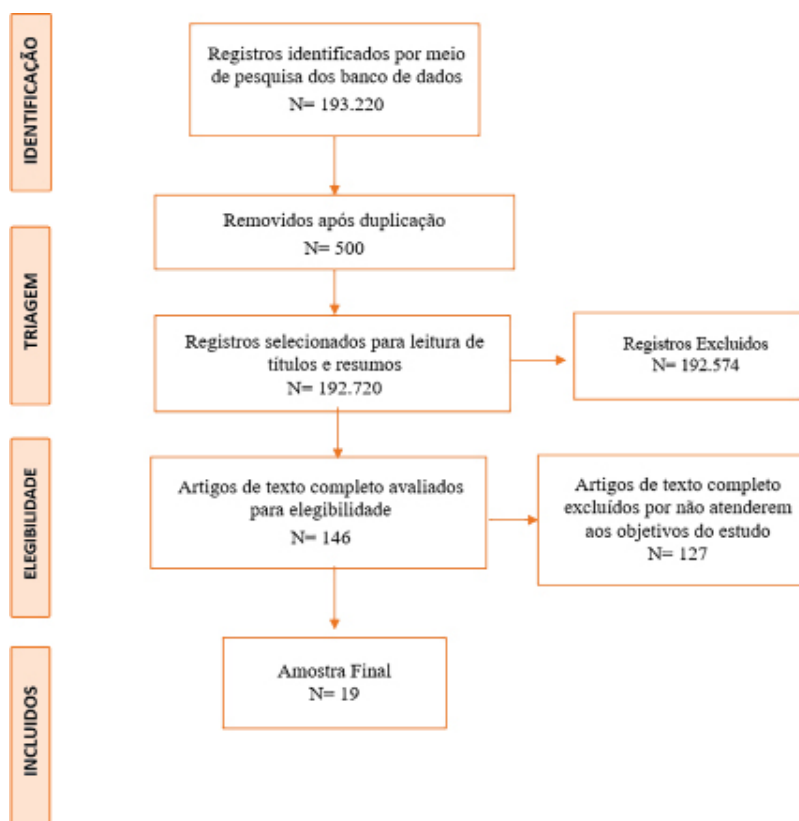 IDENTIFICAÇÃO
Registros identificados por meio
de pesquisa dos banco de dados
N= 193.220
Removidos após duplicação
N= 500
TRIAGEM
Registros selecionados para leitura de
títulos e resumos
N= 192.720
Registros Excluídos
N= 192.574
ELEGIBILIDADE
Artigos de texto completo avaliados
para elegibilidade
N= 146
Artigos de texto completo
excluídos por não atenderem
aos objetivos do estudo
N= 127
INCLUIDOS
Amostra Final
N= 19